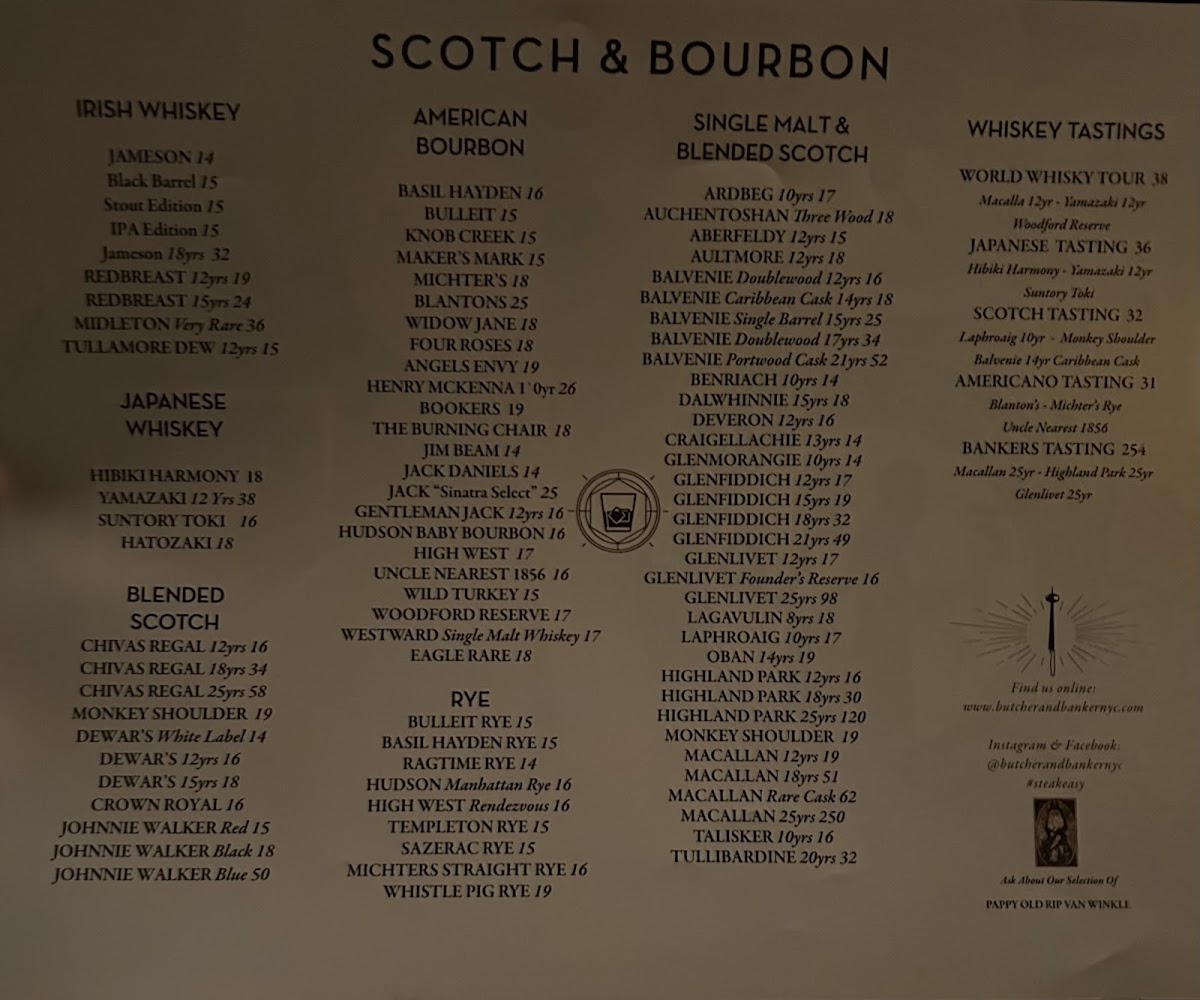 SCOTCH & BOURBON
IRISH WHISKEY
JAMESON 14
Black Barrel 15
Stout Edition 15
IPA Edition 15
Jameson 18yrs 32
REDBREAST 12yrs 19
REDBREAST 15yrs 24
MIDLETON Very Rare 36
TULLAMORE DEW 12yrs 15
JAPANESE
WHISKEY
HIBIKI HARMONY 18
YAMAZAKI 12 Yrs 38
SUNTORY TOKI 16
HATOZAKI 18
BLENDED
SCOTCH
CHIVAS REGAL 12yrs 16
CHIVAS REGAL 18yrs 34
CHIVAS REGAL 25yrs 58
MONKEY SHOULDER 19
DEWAR'S White Label 14
DEWAR'S 12yrs 16
DEWAR'S 15yrs 18
CROWN ROYAL 16
JOHNNIE WALKER Red 15
JOHNNIE WALKER Black 18
JOHNNIE WALKER Blue 50
AMERICAN
BOURBON
BASIL HAYDEN 16
BULLEIT 15
KNOB CREEK 15
MAKER'S MARK 15
MICHTER'S 18
BLANTONS 25
WIDOW JANE 18
FOUR ROSES 18
ANGELS ENVY 19
HENRY MCKENNA 1`0yr 26
BOOKERS 19
THE BURNING CHAIR 18
JIM BEAM 14
JACK DANIELS 14
JACK "Sinatra Select" 25
GENTLEMAN JACK 12yrs 16
HUDSON BABY BOURBON 16
HIGH WEST 17
UNCLE NEAREST 1856 16
WILD TURKEY 15
WOODFORD RESERVE 17
WESTWARD Single Malt Whiskey 17
EAGLE RARE 18
RYE
BULLEIT RYE 15
BASIL HAYDEN RYE 15
RAGTIME RYE 14
HUDSON Manhattan Rye 16
HIGH WEST Rendezvous 16
TEMPLETON RYE 15
SAZERAC RYE 15
MICHTERS STRAIGHT RYE 16
WHISTLE PIG RYE 19
SINGLE MALT &
BLENDED SCOTCH
ARDBEG 10yrs 17
AUCHENTOSHAN Three Wood 18
ABERFELDY 12yrs 15
AULTMORE 12yrs 18
BALVENIE Doublewood 12yrs 16
BALVENIE Caribbean Cask 14yrs 18
BALVENIE Single Barrel 15yrs 25
BALVENIE Doublewood 17yrs 34
BALVENIE Portwood Cask 21yrs 52
BENRIACH 10yrs 14
DALWHINNIE 15yrs 18
DEVERON 12yrs 16
CRAIGELLACHIE 13yrs 14
GLENMORANGIE 10yrs 14
GLENFIDDICH 12yrs 17
GLENFIDDICH 15yrs 19
GLENFIDDICH 18yrs 32
GLENFIDDICH 21yrs 49
GLENLIVET 12yrs 17
GLENLIVET Founder's Reserve 16
GLENLIVET 25yrs 98
LAGAVULIN 8yrs 18
LAPHROAIG 10yrs 17
OBAN 14yrs 19
HIGHLAND PARK 12yrs 16
HIGHLAND PARK 18yrs 30
HIGHLAND PARK 25yrs 120
MONKEY SHOULDER 19
MACALLAN 12yrs 19
MACALLAN 18yrs 51
MACALLAN Rare Cask 62
MACALLAN 25yrs 250
TALISKER 10yrs 16
TULLIBARDINE 20yrs 32
WHISKEY TASTINGS
WORLD WHISKY TOUR 38
Macalla 12yr - Yamazaki 12yr
Woodford Reserve
JAPANESE TASTING 36
Hibiki Harmony - Yamazaki 12yr
Suntory Toki
SCOTCH TASTING 32
Laphroaig 10yr - Monkey Shoulder
Balvenie 14yr Caribbean Cask
AMERICANO TASTING 31
Blanton's - Michter's Rye
Uncle Nearest 1856
BANKERS TASTING 254
Macallan 25yr - Highland Park 25yr
Glenlivet 25yr
Find us online:
www.butcherandbankernyc.com
Instagram & Facebook:
@butcherandbankernyc
#steakeasy
Ask About Our Selection Of
PAPPY OLD RIP VAN WINKLE